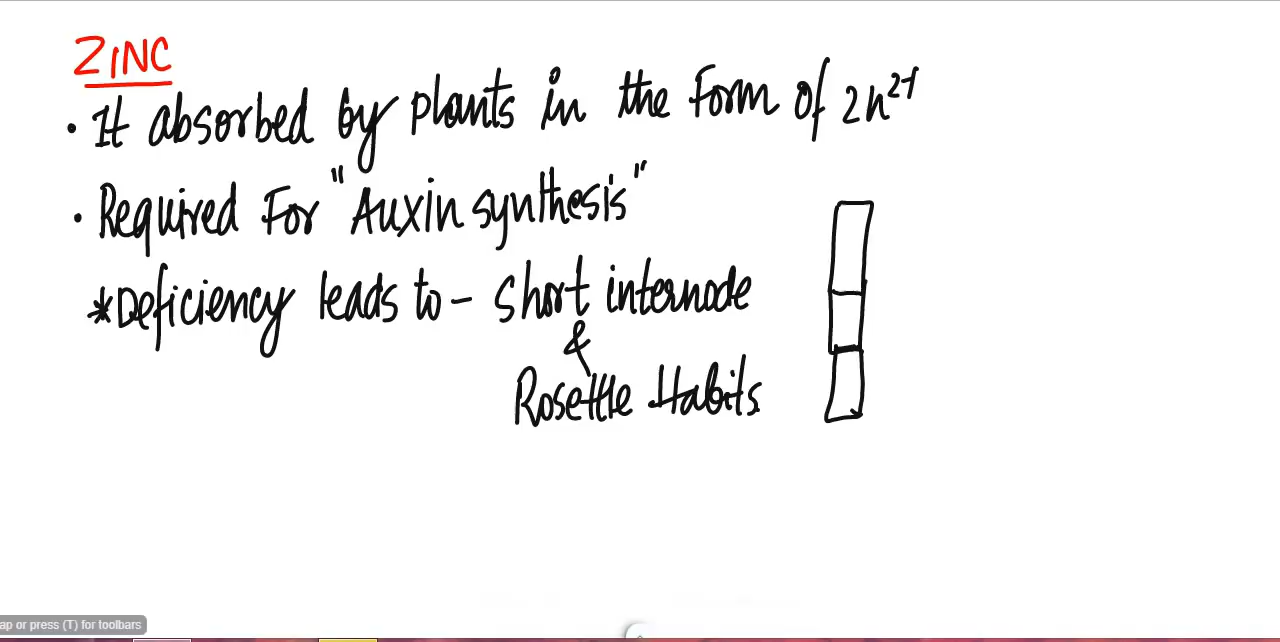 ZINC
• It absorbed by plants in the form of Zn²⁺
• Required For "Auxin synthesis"
*Deficiency leads to - Short internode
&
Rosettle Habits.
ap or press (T) for toolbars